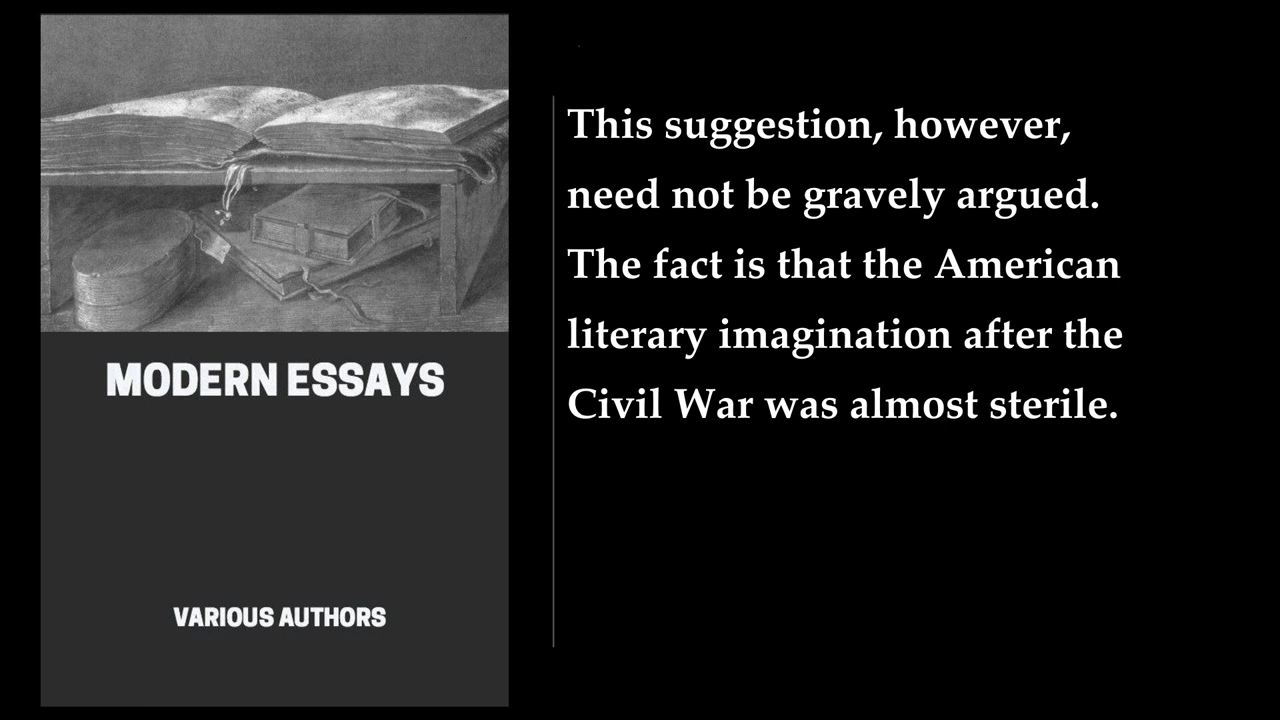 MODERN ESSAYS
VARIOUS AUTHORS
This suggestion, however,
need not be gravely argued.
The fact is that the American
literary imagination after the
Civil War was almost sterile.